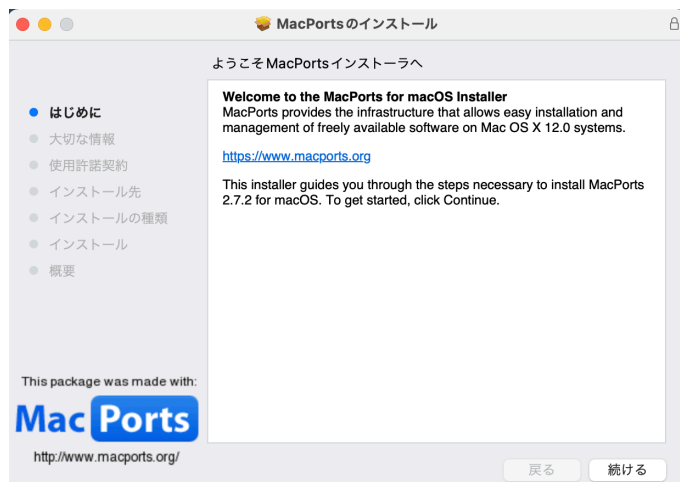 MacPortsのインストール
ようこそMacPortsインストーラへ
はじめに
大切な情報
使用許諾契約
インストール先
インストールの種類
インストール
概要
Welcome to the MacPorts for macOS Installer
MacPorts provides the infrastructure that allows easy installation and
management of freely available software on Mac OS X 12.0 systems.
https://www.macports.org
This installer guides you through the steps necessary to install MacPorts
2.7.2 for macOS. To get started, click Continue.
This package was made with:
MacPorts
http://www.macports.org/
戻る
続ける